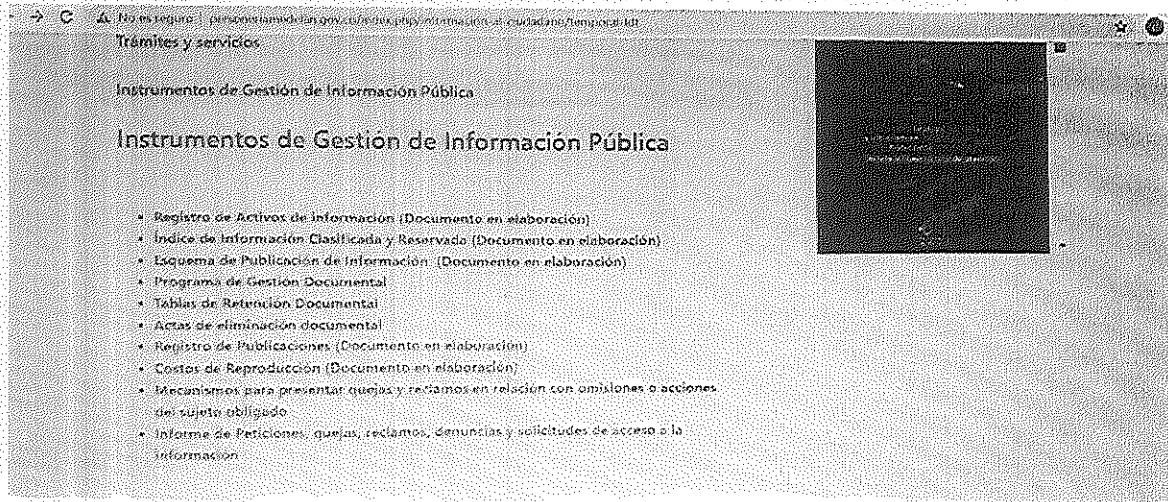 No es seguro
Trámites y servicios
Instrumentos de Gestión de Información Pública
Instrumentos de Gestión de Información Pública
• Registro de Activos de Información (Documento en elaboración)
• Índice de Información Clasificada y Reservada (Documento en elaboración)
• Esquema de Publicación de Información (Documento en elaboración)
• Programa de Gestión Documental
• Tablas de Retención Documental
• Actas de eliminación documental
• Registro de Publicaciones (Documento en elaboración)
• Costos de Reproducción (Documento en elaboración)
• Mecanismos para presentar quejas y reclamos en relación con omisiones o acciones
del sujeto obligado
• Informe de Peticiones, quejas, reclamos, denuncias y solicitudes de acceso a la
información